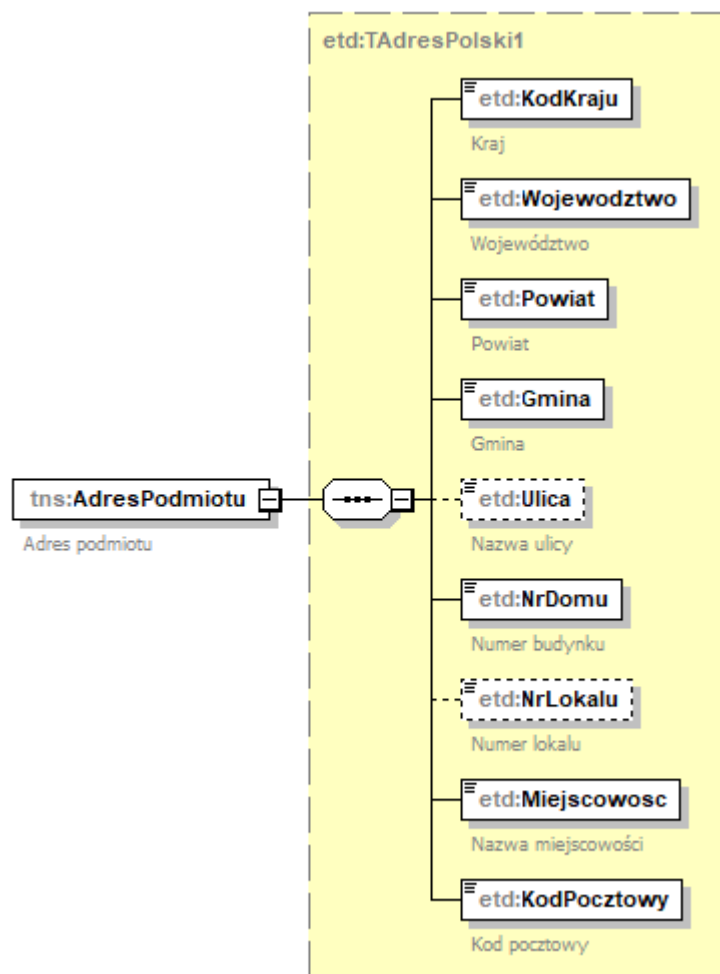 etd:TAdresPolski1
etd:KodKraju
Kraj
etd:Wojewodztwo
Województwo
etd:Powiat
Powiat
etd:Gmina
Gmina
tns:AdresPodmiotu
Adres podmiotu
etd:Ulica
Nazwa ulicy
etd:NrDomu
Numer budynku
etd:NrLokalu
Numer lokalu
etd:Miejscowosc
Nazwa miejscowości
etd:KodPocztowy
Kod pocztowy